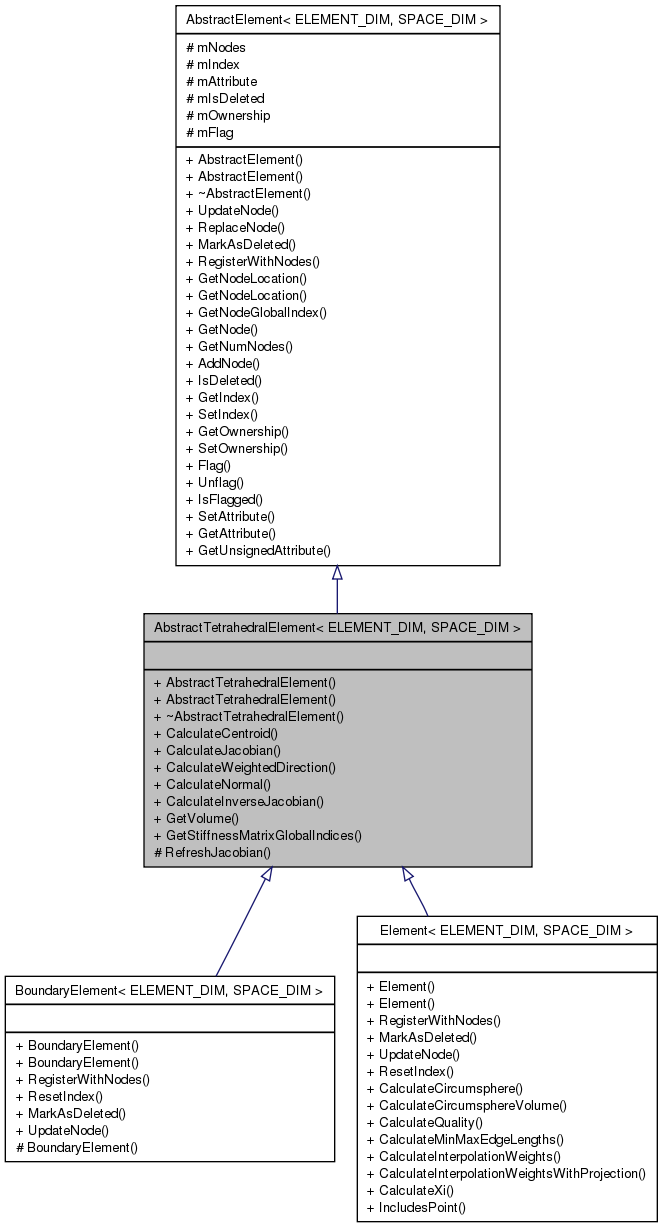 AbstractElement< ELEMENT_DIM, SPACE_DIM >
# mNodes
# mIndex
# mAttribute
# mIsDeleted
# mOwnership
# mFlag
+ AbstractElement()
+ AbstractElement()
+ ~AbstractElement()
+ UpdateNode()
+ ReplaceNode()
+ MarkAsDeleted()
+ RegisterWithNodes()
+ GetNodeLocation()
+ GetNodeLocation()
+ GetNodeGlobalIndex()
+ GetNode()
+ GetNumNodes()
+ AddNode()
+ IsDeleted()
+ GetIndex()
+ SetIndex()
+ GetOwnership()
+ SetOwnership()
+ Flag()
+ Unflag()
+ IsFlagged()
+ SetAttribute()
+ GetAttribute()
+ GetUnsignedAttribute()
AbstractTetrahedralElement< ELEMENT_DIM, SPACE_DIM >
+ AbstractTetrahedralElement()
+ AbstractTetrahedralElement()
+ ~AbstractTetrahedralElement()
+ CalculateCentroid()
+ CalculateJacobian()
+ CalculateWeightedDirection()
+ CalculateNormal()
+ CalculateInverseJacobian()
+ GetVolume()
+ GetStiffnessMatrixGlobalIndices()
# RefreshJacobian()
BoundaryElement< ELEMENT_DIM, SPACE_DIM >
+ BoundaryElement()
+ BoundaryElement()
+ RegisterWithNodes()
+ ResetIndex()
+ MarkAsDeleted()
+ UpdateNode()
# BoundaryElement()
Element< ELEMENT_DIM, SPACE_DIM >
+ Element()
+ Element()
+ RegisterWithNodes()
+ MarkAsDeleted()
+ UpdateNode()
+ ResetIndex()
+ CalculateCircumsphere()
+ CalculateCircumsphereVolume()
+ CalculateQuality()
+ CalculateMinMaxEdgeLengths()
+ CalculateInterpolationWeights()
+ CalculateInterpolationWeightsWithProjection()
+ CalculateXi()
+ IncludesPoint()